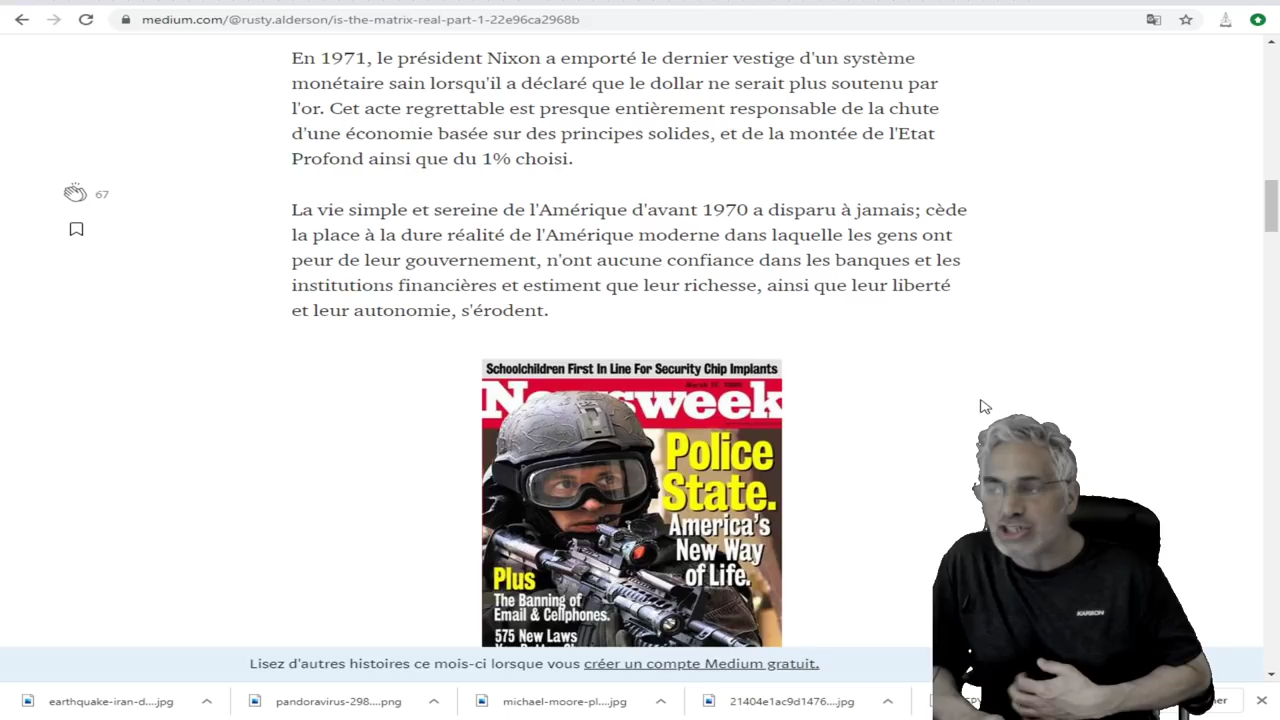 medium.com/@rusty.alderson/is-the-matrix-real-part-1-22e96ca2968b
En 1971, le président Nixon a emporté le dernier vestige d'un système
monétaire sain lorsqu'il a déclaré que le dollar ne serait plus soutenu par
l'or. Cet acte regrettable est presque entièrement responsable de la chute
d'une économie basée sur des principes solides, et de la montée de l'Etat
Profond ainsi que du 1% choisi.
67
La vie simple et sereine de l'Amérique d'avant 1970 a disparu à jamais; cède
la place à la dure réalité de l'Amérique moderne dans laquelle les gens ont
peur de leur gouvernement, n'ont aucune confiance dans les banques et les
institutions financières et estiment que leur richesse, ainsi que leur liberté
et leur autonomie, s'érodent.
Schoolchildren First In Line For Security Chip Implants
Newsweek
Police
State.
America's
New Way
of Life.
Plus
The Banning of
Email & Cellphones.
575 New Laws
KARBON
Lisez d'autres histoires ce mois-ci lorsque vous créer un compte Medium gratuit.
earthquake-iran-d....jpg
pandoravirus-298....png
michael-moore-pl....jpg
21404e1ac9d1476....jpg